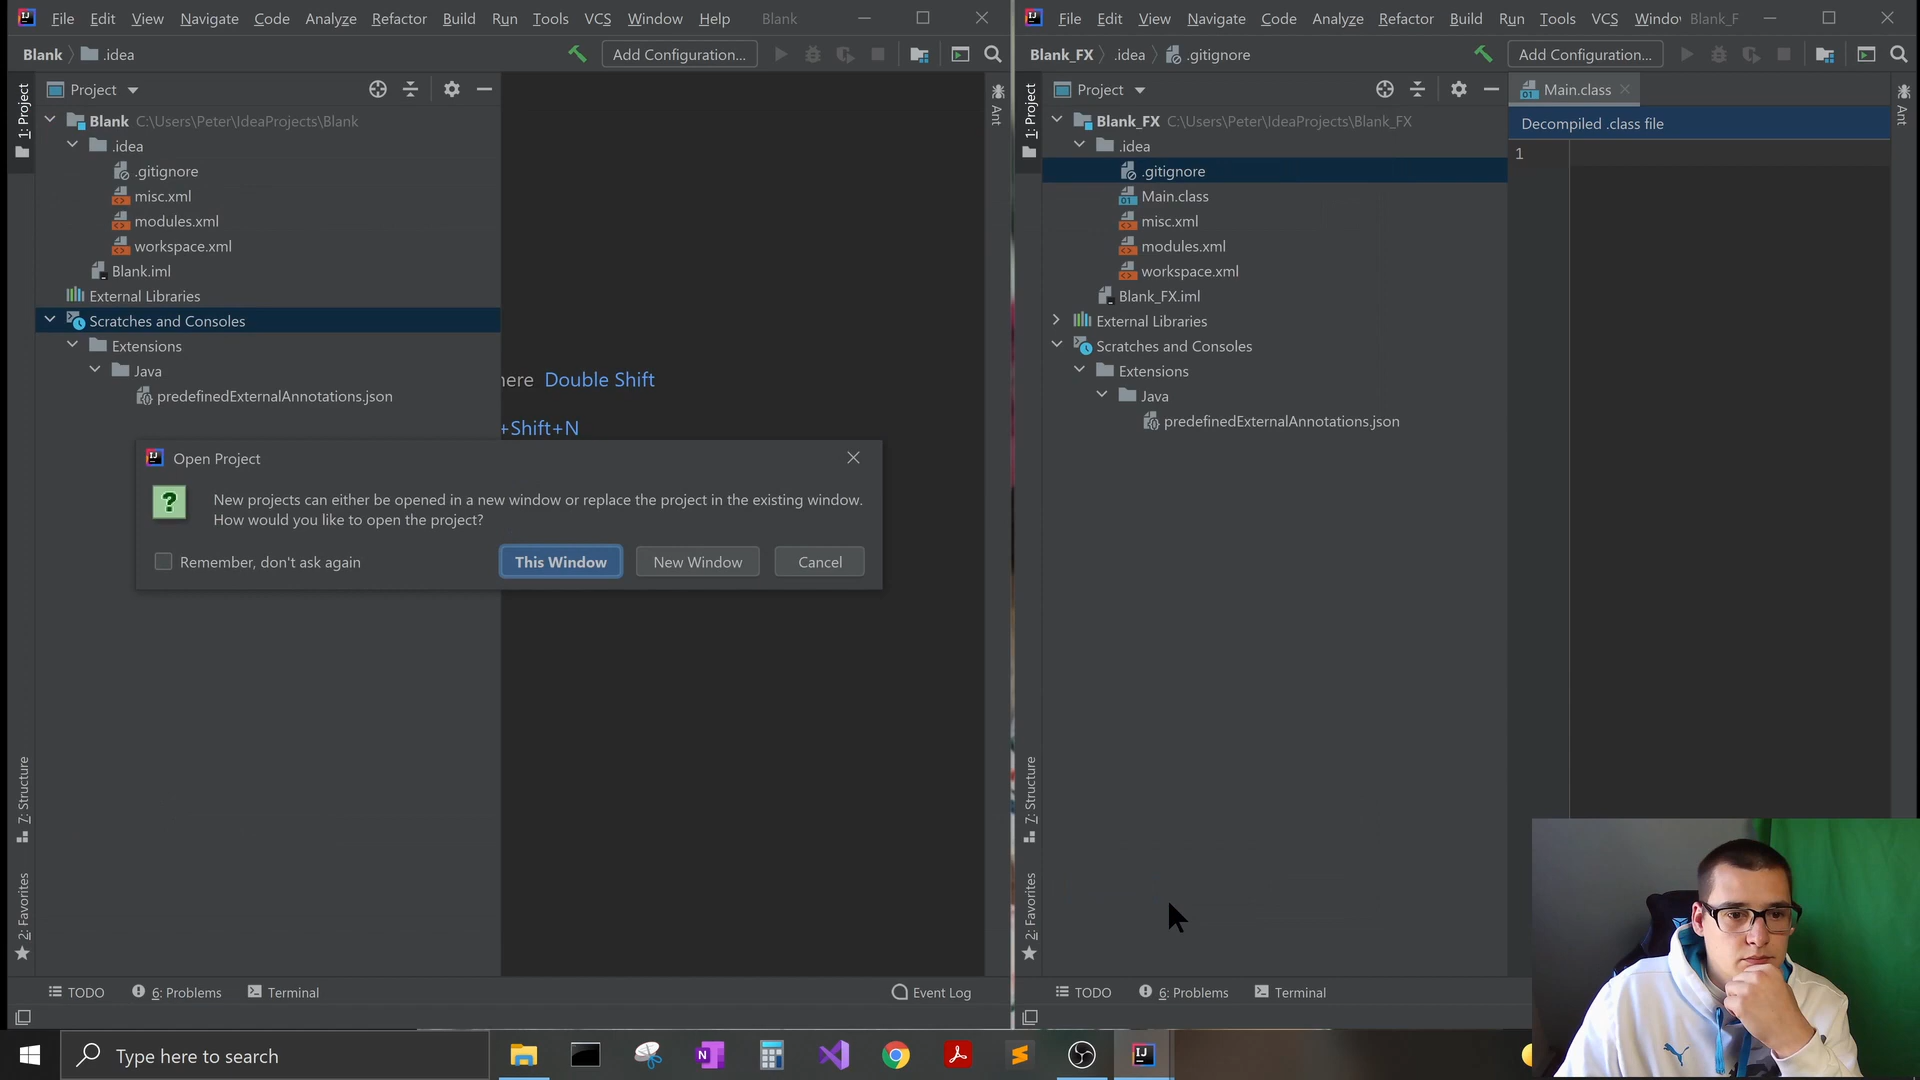 File Edit View Navigate Code Analyze Refactor Build Run Tools VCS Window Help Blank
Blank .idea
Add Configuration...
1: Project
Project
Blank C:\Users\Peter\IdeaProjects\Blank
.idea
.gitignore
misc.xml
modules.xml
workspace.xml
Blank.iml
External Libraries
Scratches and Consoles
Extensions
Java
predefinedExternalAnnotations.json
Ant
here Double Shift
+Shift+N
Open Project
New projects can either be opened in a new window or replace the project in the existing window.
How would you like to open the project?
Remember, don't ask again
This Window
New Window
Cancel
7: Structure
2: Favorites
TODO
6: Problems
Terminal
Event Log
File Edit View Navigate Code Analyze Refactor Build Run Tools VCS Windo Blank_F
Blank_FX .idea .gitignore
Add Configuration...
1: Project
Project
Main.class
Decompiled .class file
1
Blank_FX C:\Users\Peter\IdeaProjects\Blank_FX
.idea
.gitignore
Main.class
misc.xml
modules.xml
workspace.xml
Blank_FX.iml
External Libraries
Scratches and Consoles
Extensions
Java
predefinedExternalAnnotations.json
Ant
7: Structure
2: Favorites
TODO
6: Problems
Terminal
Type here to search